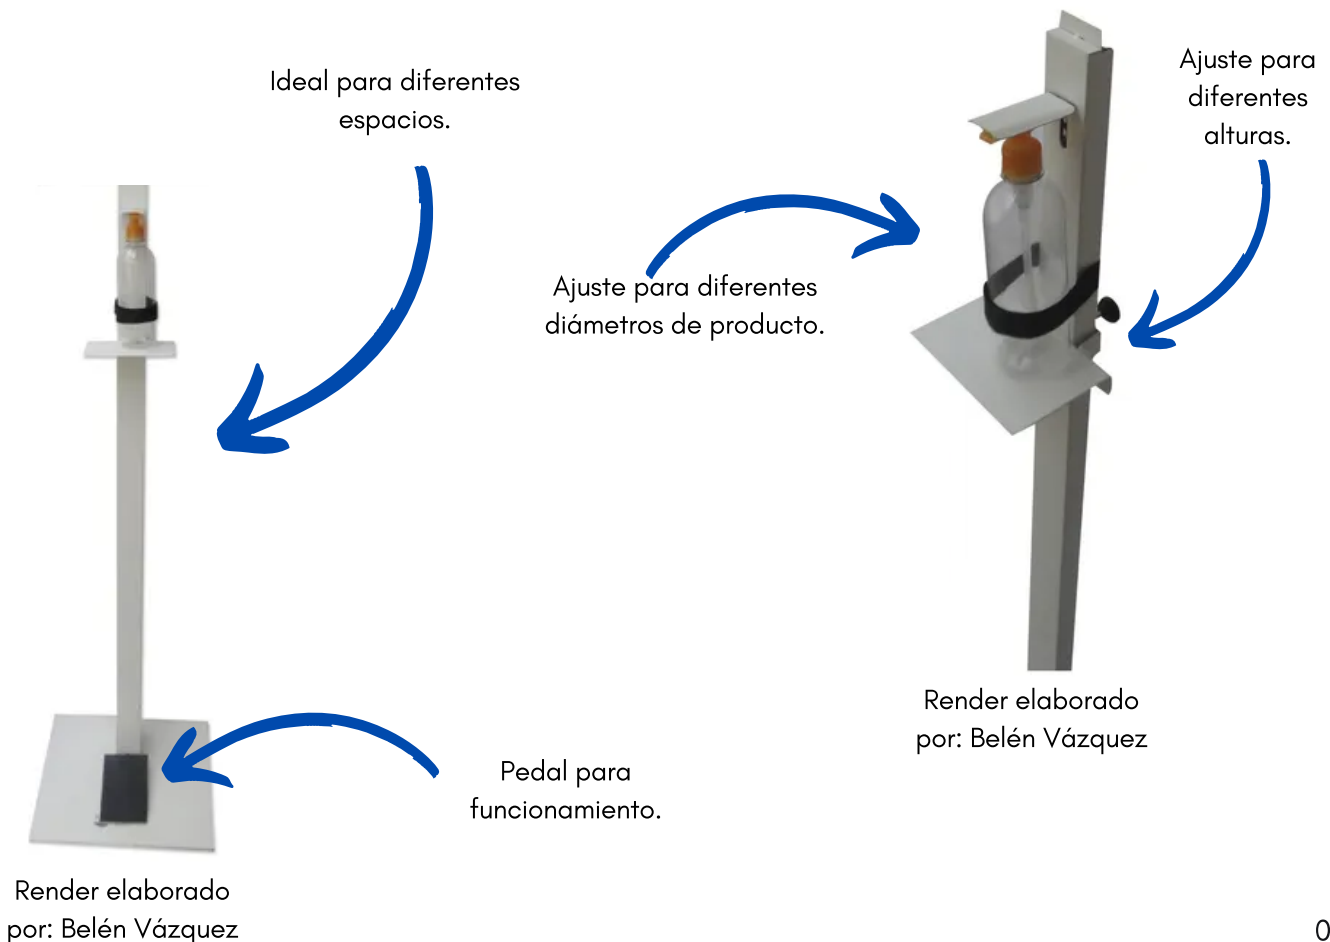 Ideal para diferentes
espacios.
Ajuste para
diferentes
alturas.
Ajuste para diferentes
diámetros de producto.
Render elaborado
por: Belén Vázquez
Pedal para
funcionamiento.
Render elaborado
por: Belén Vázquez
0